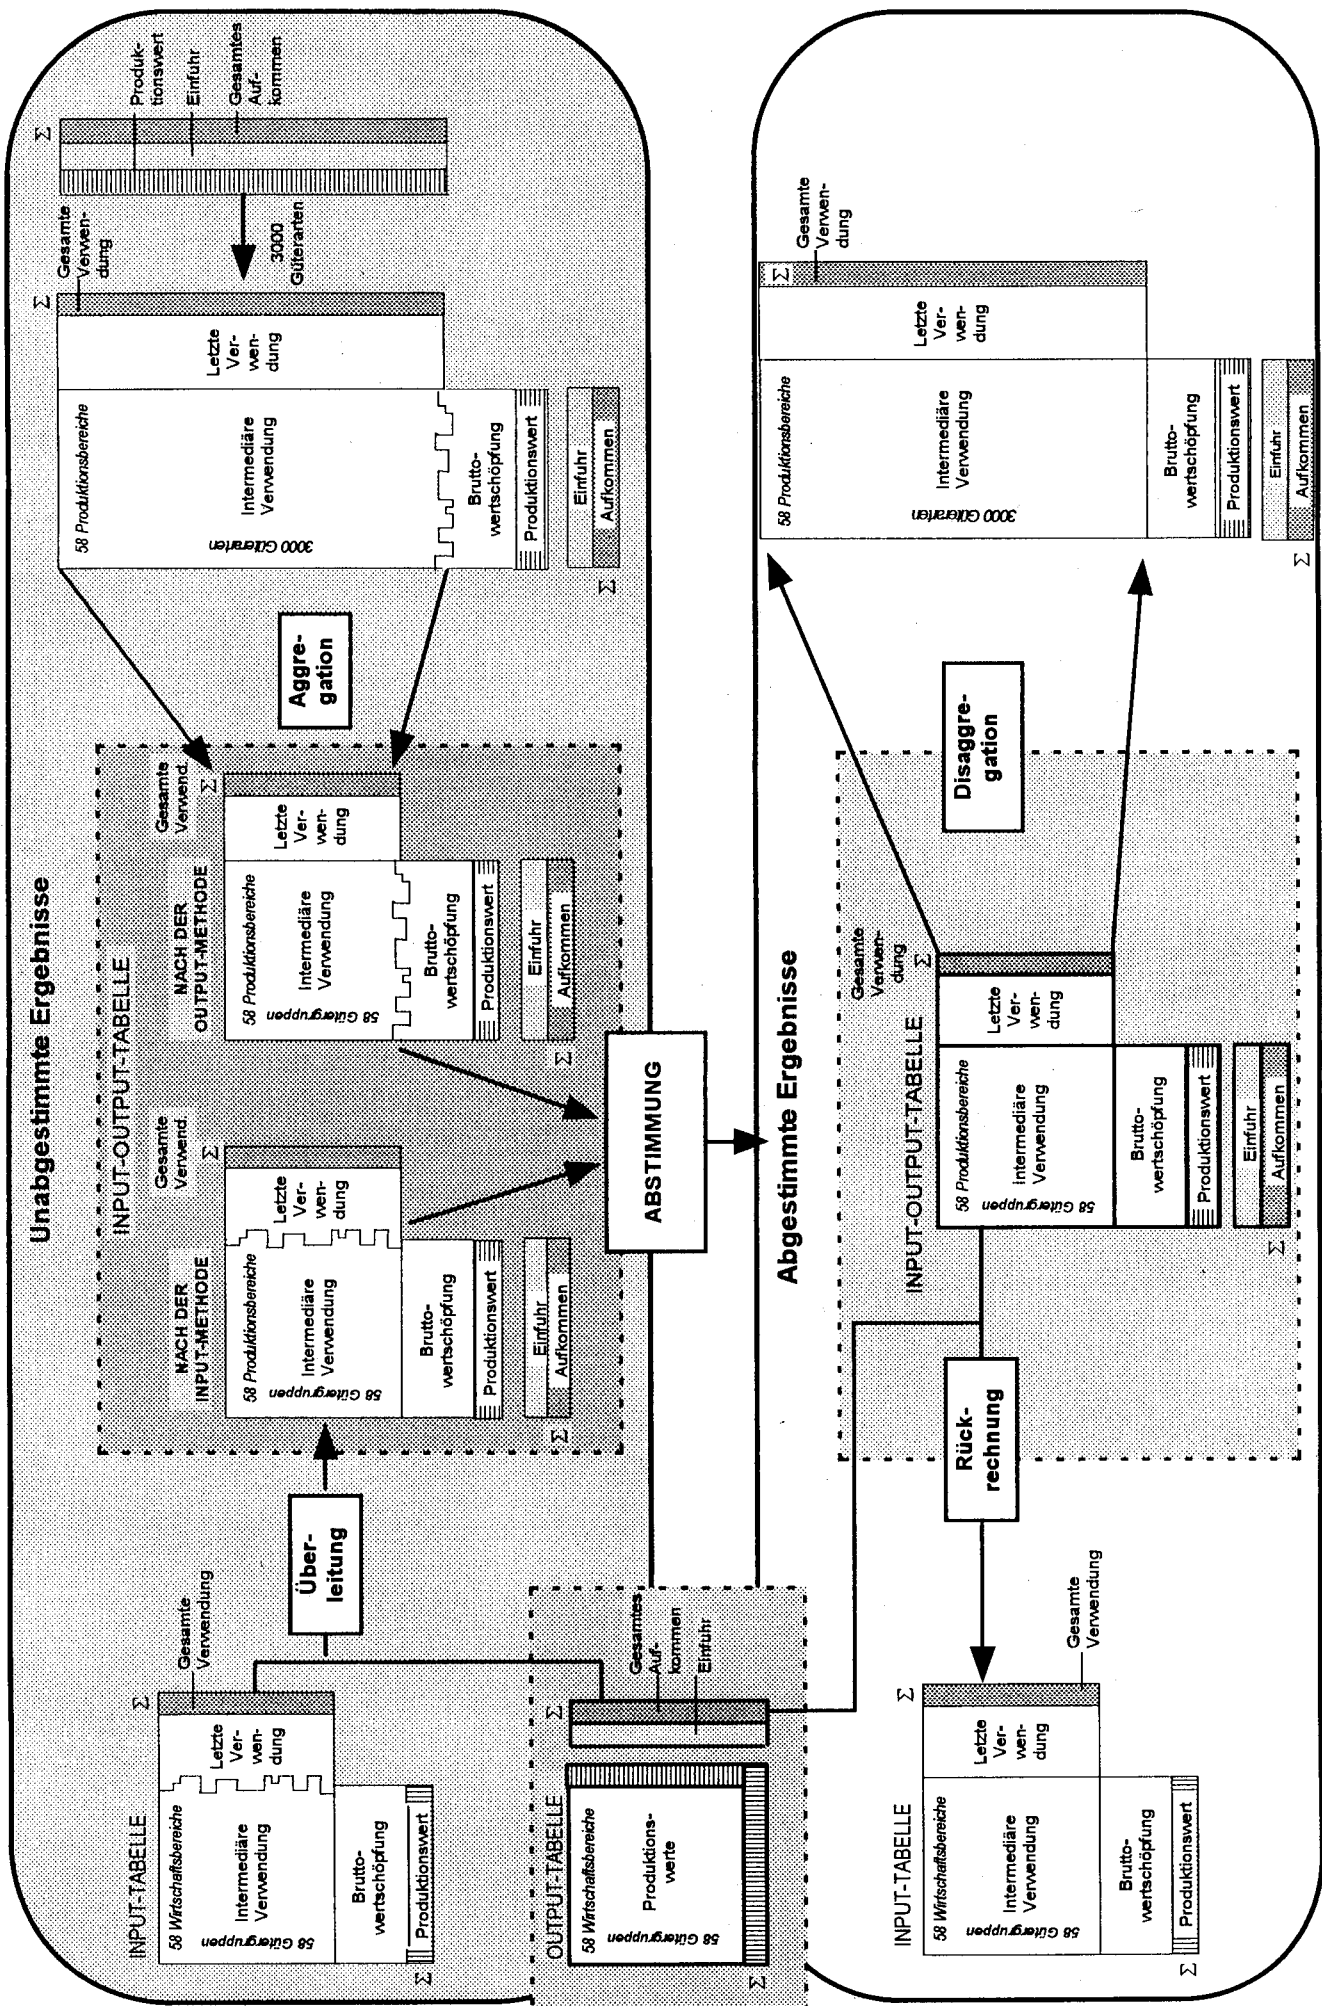 Unabgestimmte Ergebnisse
INPUT-TABELLE
58 Wirtschaftsbereiche
58 Gütergruppen
Intermediäre
Verwendung
Letzte
Ver-
wen-
dung
Σ
Gesamte
Verwendung
Brutto-
wertschöpfung
Produktionswert
Σ
Über-
leitung
INPUT-OUTPUT-TABELLE
NACH DER
INPUT-METHODE
58 Produktionsbereiche
58 Gütergruppen
Intermediäre
Verwendung
Letzte
Ver-
wen-
dung
Σ
Gesamte
Verwend.
Brutto-
wertschöpfung
Produktionswert
Einfuhr
Aufkommen
Σ
NACH DER
OUTPUT-METHODE
58 Produktionsbereiche
58 Gütergruppen
Intermediäre
Verwendung
Letzte
Ver-
wen-
dung
Σ
Gesamte
Verwend.
Brutto-
wertschöpfung
Produktionswert
Einfuhr
Aufkommen
Σ
Aggre-
gation
58 Produktionsbereiche
3000 Güterarten
Intermediäre
Verwendung
Letzte
Ver-
wen-
dung
Σ
Gesamte
Verwen-
dung
Brutto-
wertschöpfung
Produktionswert
Einfuhr
Aufkommen
Σ
3000
Güterarten
Σ
Produk-
tionswert
Einfuhr
Gesamtes
Auf-
kommen
OUTPUT-TABELLE
58 Wirtschaftsbereiche
58 Gütergruppen
Produktions-
werte
Σ
Σ
Gesamtes
Auf-
kommen
Einfuhr
ABSTIMMUNG
Abgestimmte Ergebnisse
INPUT-TABELLE
58 Wirtschaftsbereiche
58 Gütergruppen
Intermediäre
Verwendung
Letzte
Ver-
wen-
dung
Σ
Gesamte
Verwendung
Brutto-
wertschöpfung
Produktionswert
Σ
Rück-
rechnung
INPUT-OUTPUT-TABELLE
58 Produktionsbereiche
58 Gütergruppen
Intermediäre
Verwendung
Letzte
Ver-
wen-
dung
Σ
Gesamte
Verwen-
dung
Brutto-
wertschöpfung
Produktionswert
Einfuhr
Aufkommen
Σ
Disaggre-
gation
58 Produktionsbereiche
3000 Güterarten
Intermediäre
Verwendung
Letzte
Ver-
wen-
dung
Σ
Gesamte
Verwen-
dung
Brutto-
wertschöpfung
Produktionswert
Einfuhr
Aufkommen
Σ